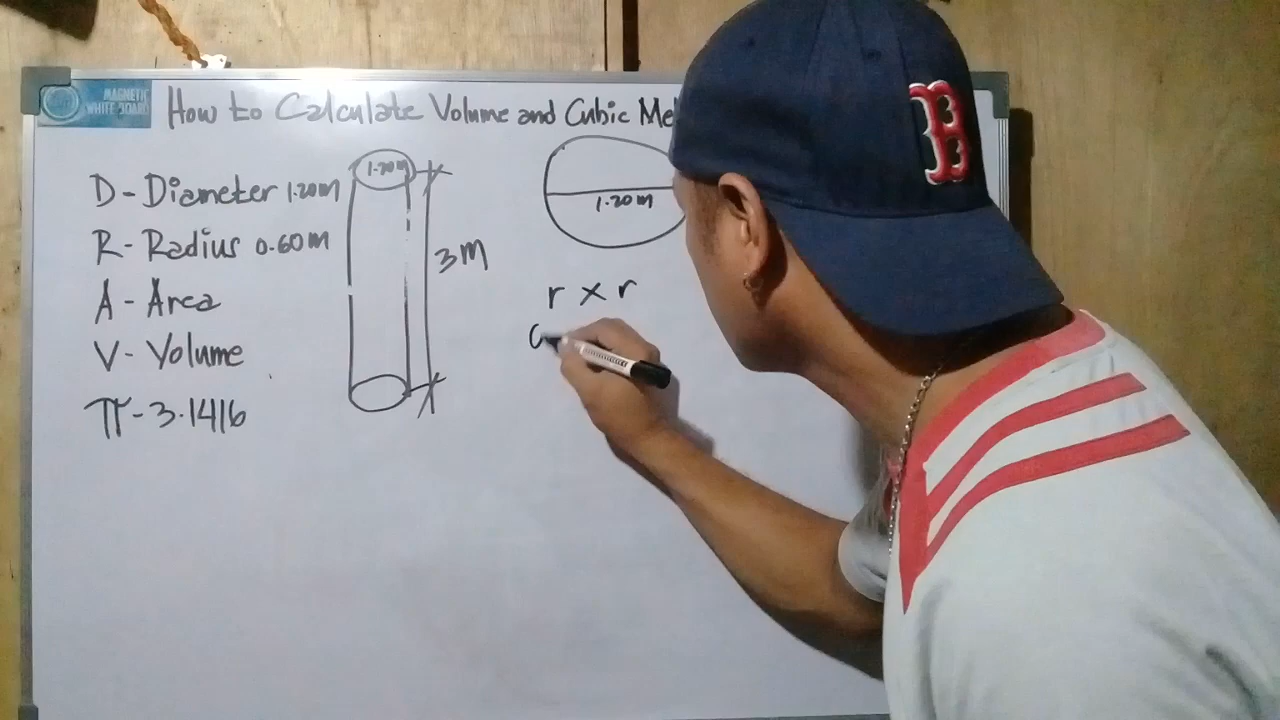 MAGNETIC
WHITE BOARD
How to Calculate Volume and Cubic Me
D - Diameter 1.20m
R - Radius 0.60m
A - Area
V - Volume
π - 3.1416
1.20m
3m
1.20m
r x r
B